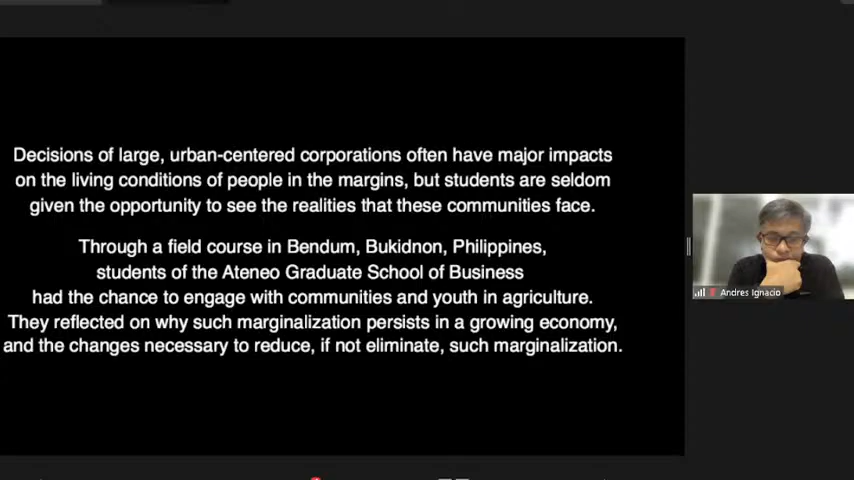 Decisions of large, urban-centered corporations often have major impacts
on the living conditions of people in the margins, but students are seldom
given the opportunity to see the realities that these communities face.
Through a field course in Bendum, Bukidnon, Philippines,
students of the Ateneo Graduate School of Business
had the chance to engage with communities and youth in agriculture.
They reflected on why such marginalization persists in a growing economy,
and the changes necessary to reduce, if not eliminate, such marginalization.
Andres Ignacio